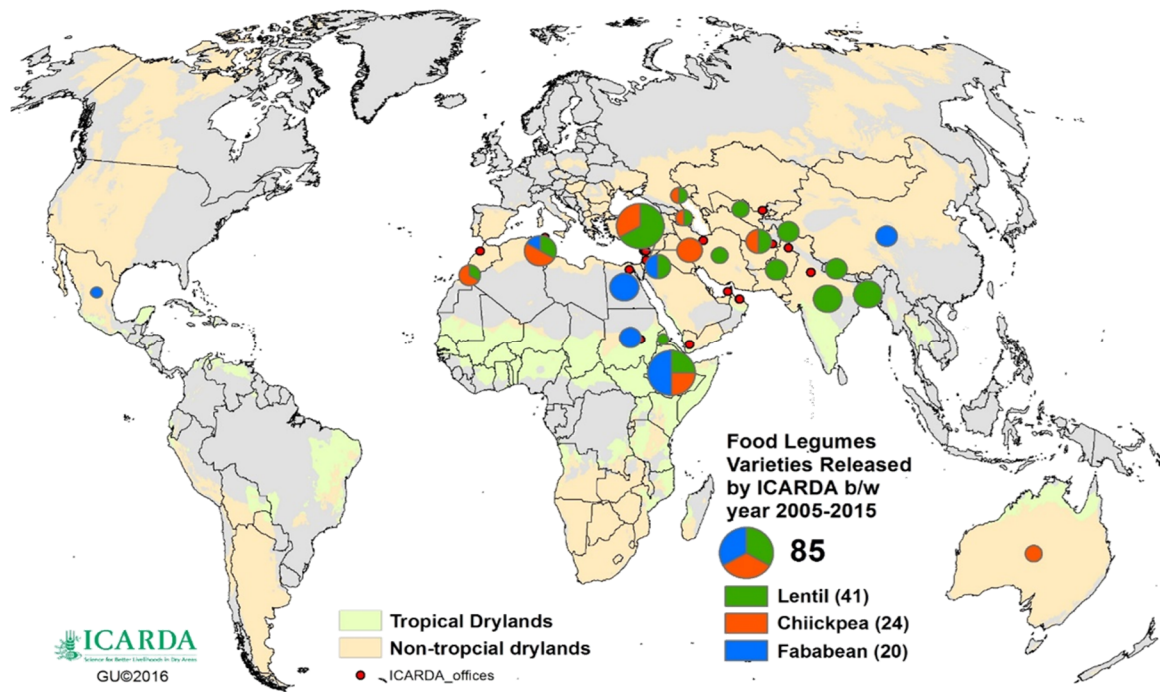 Food Legumes
Varieties Released
by ICARDA b/w
year 2005-2015
85
Lentil (41)
Chiickpea (24)
Fababean (20)
Tropical Drylands
Non-tropcial drylands
ICARDA_offices
ICARDA
Science for Better Livelihoods in Dry Areas
GU©2016